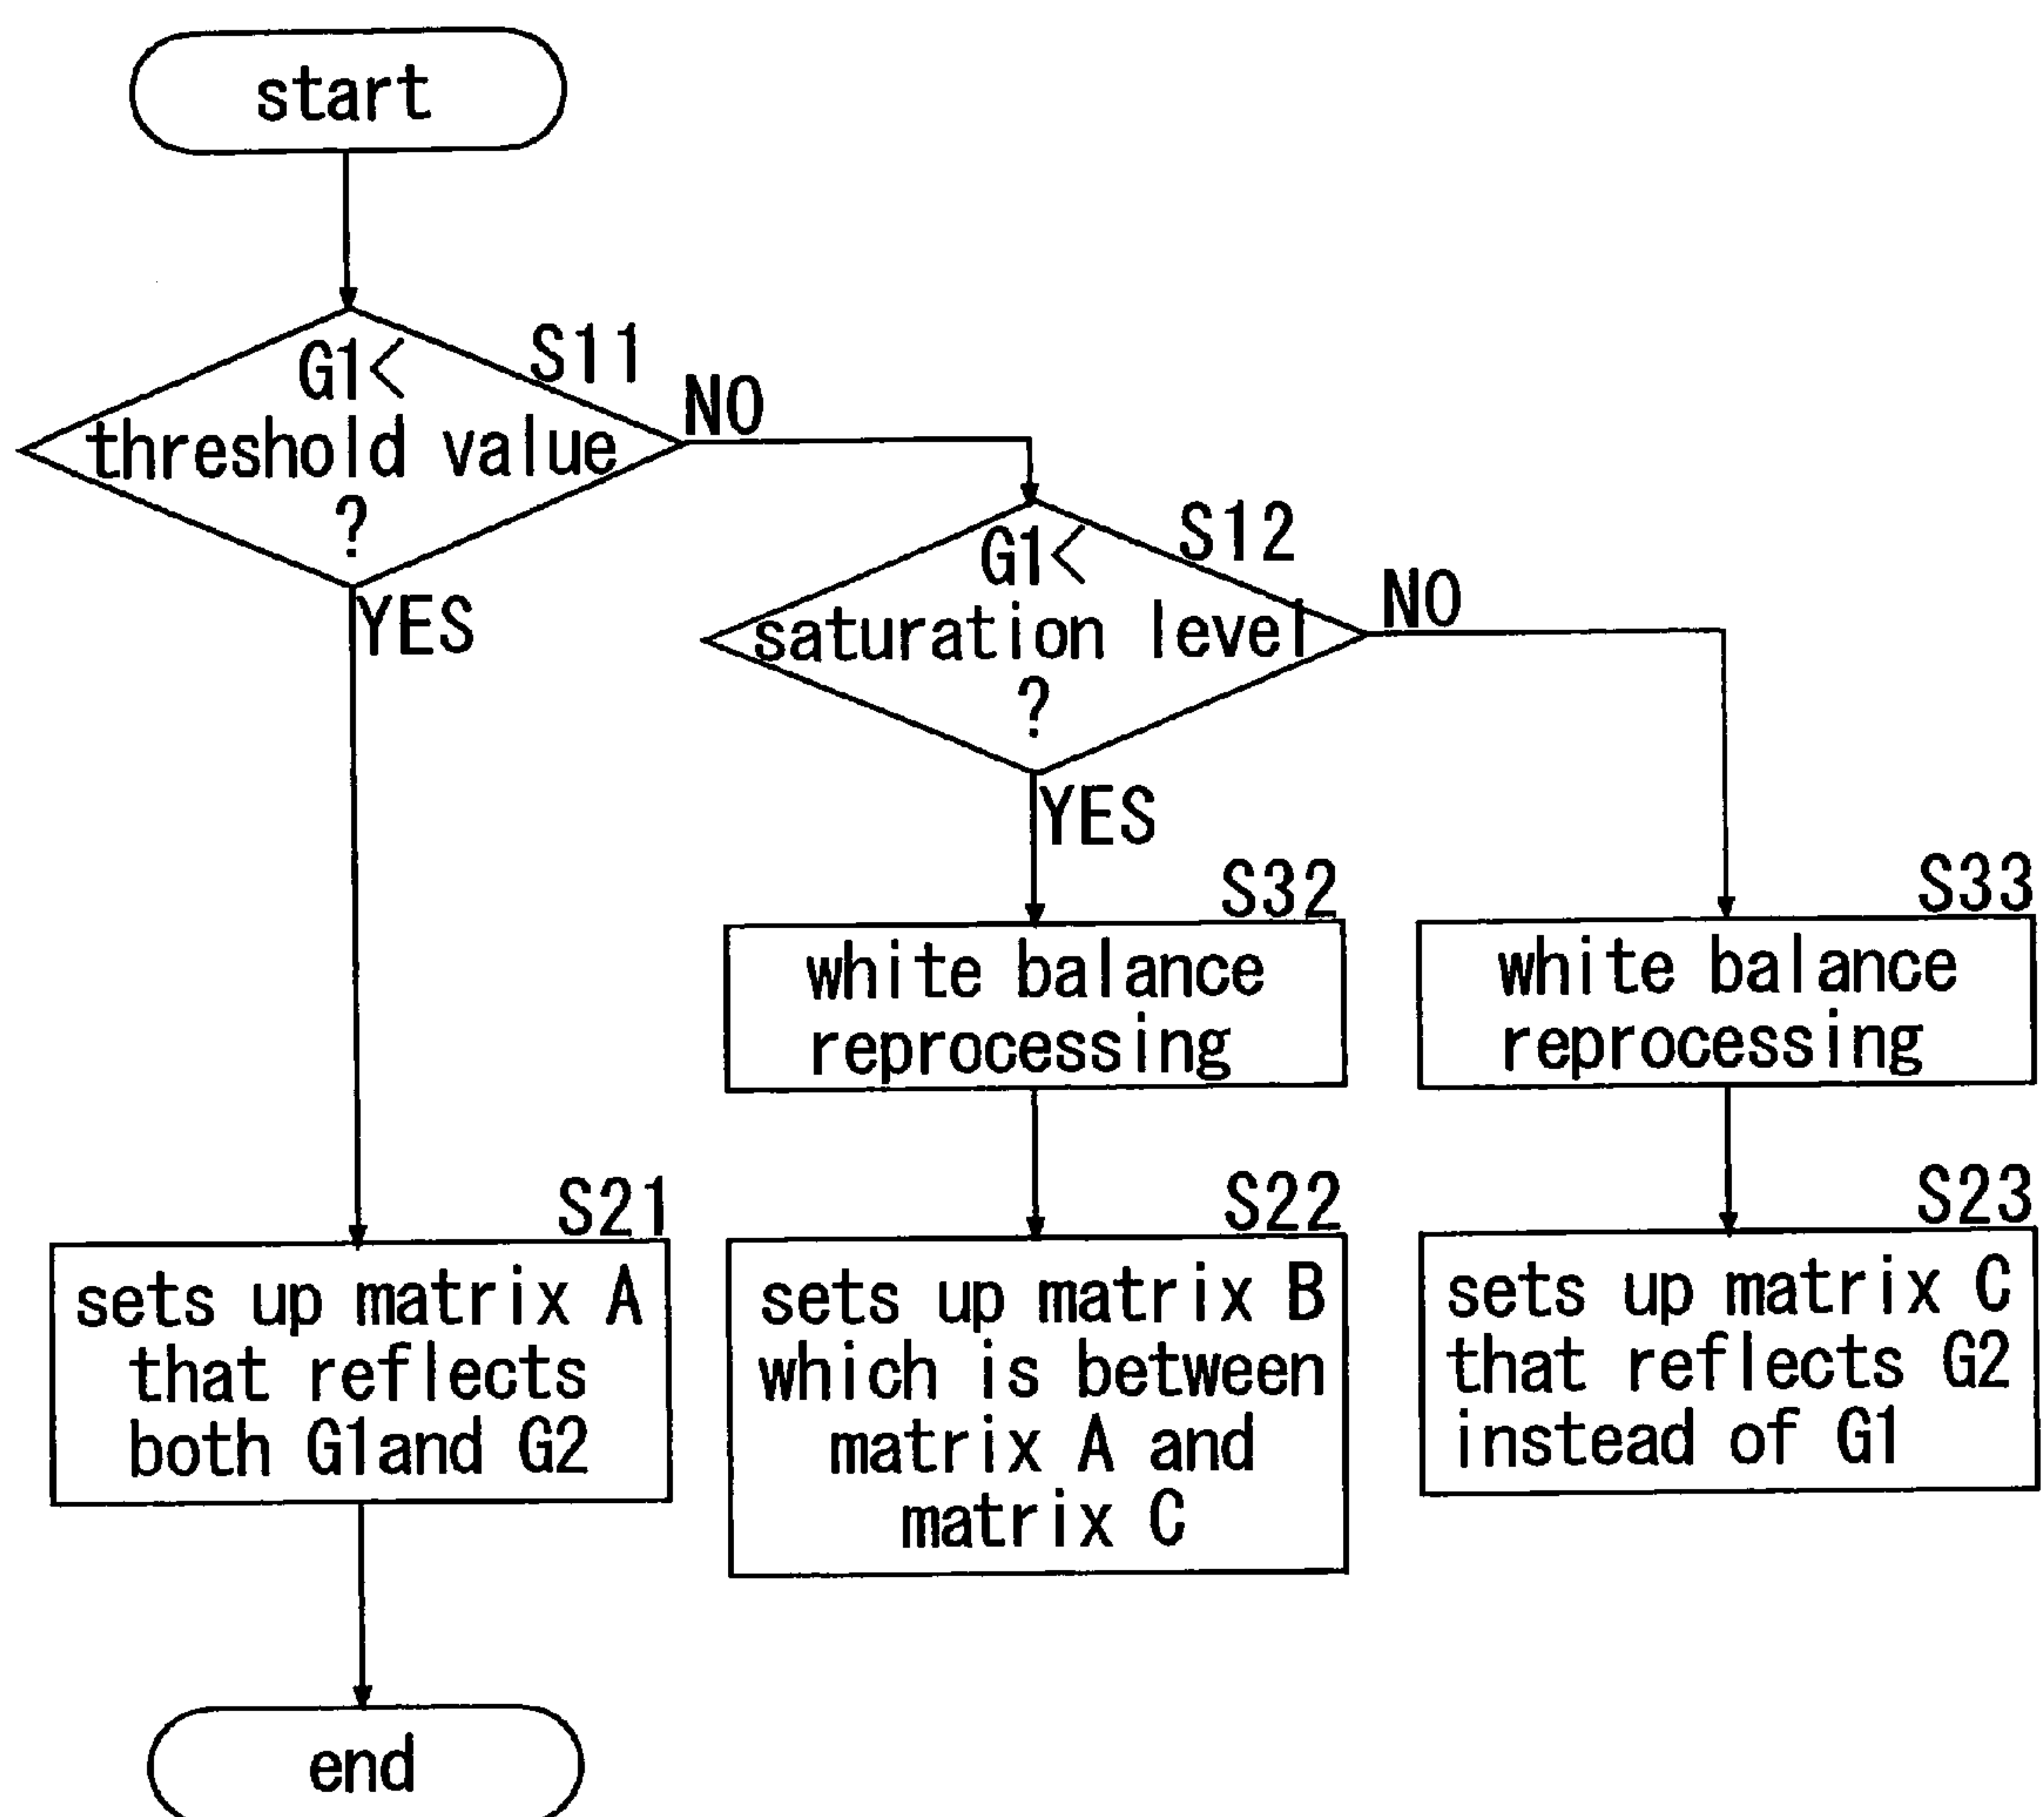 start
G1<
threshold value
?
S11
NO
YES
G1<
saturation level
?
S12
NO
YES
S32
white balance
reprocessing
S33
white balance
reprocessing
S21
sets up matrix A
that reflects
both G1and G2
S22
sets up matrix B
which is between
matrix A and
matrix C
S23
sets up matrix C
that reflects G2
instead of G1
end